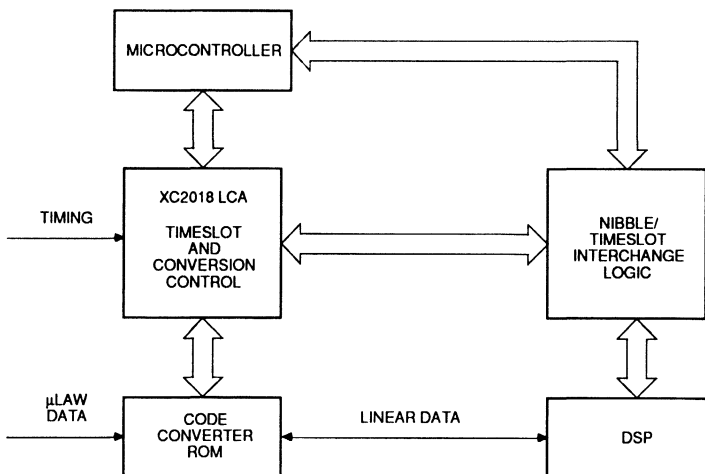 MICROCONTROLLER
XC2018 LCA
TIMESLOT
AND
CONVERSION
CONTROL
TIMING
NIBBLE/
TIMESLOT
INTERCHANGE
LOGIC
μLAW
DATA
CODE
CONVERTER
ROM
LINEAR DATA
DSP